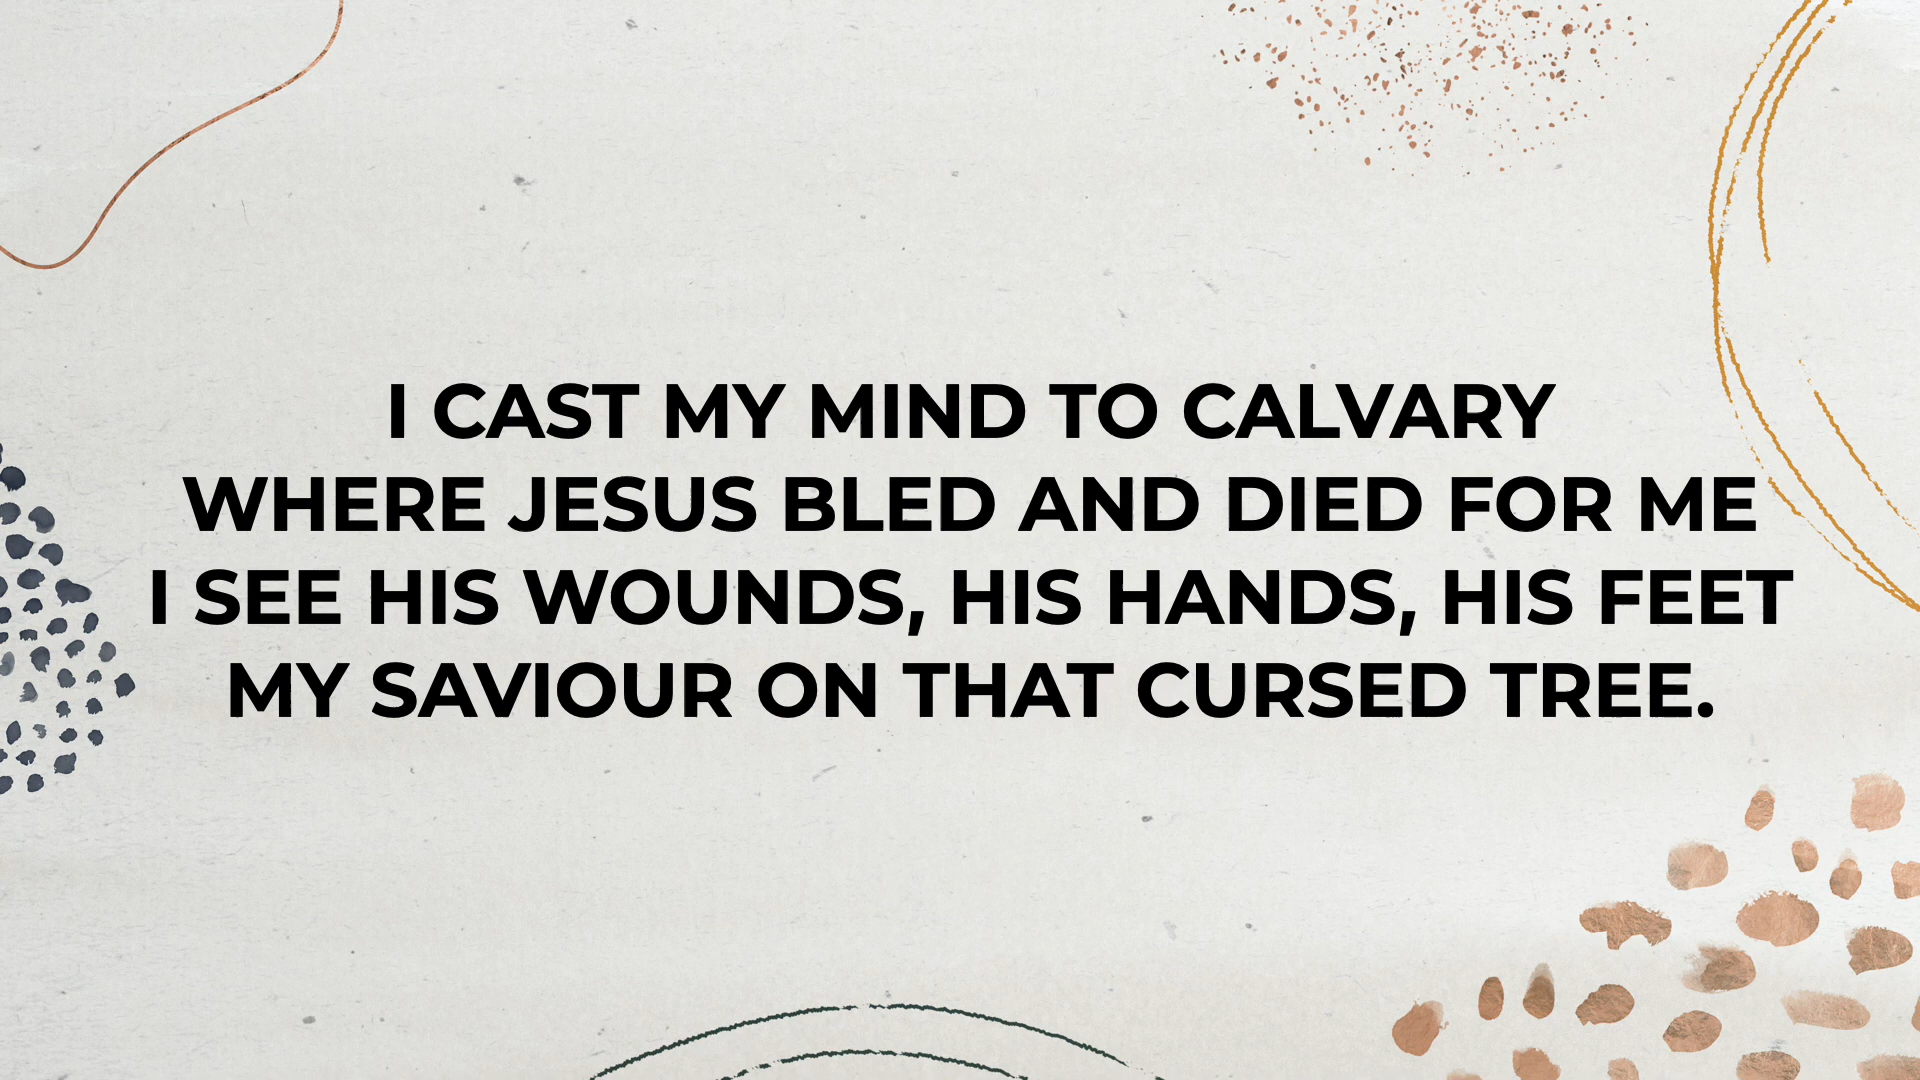 I CAST MY MIND TO CALVARY
WHERE JESUS BLED AND DIED FOR ME
I SEE HIS WOUNDS, HIS HANDS, HIS FEET
MY SAVIOUR ON THAT CURSED TREE.